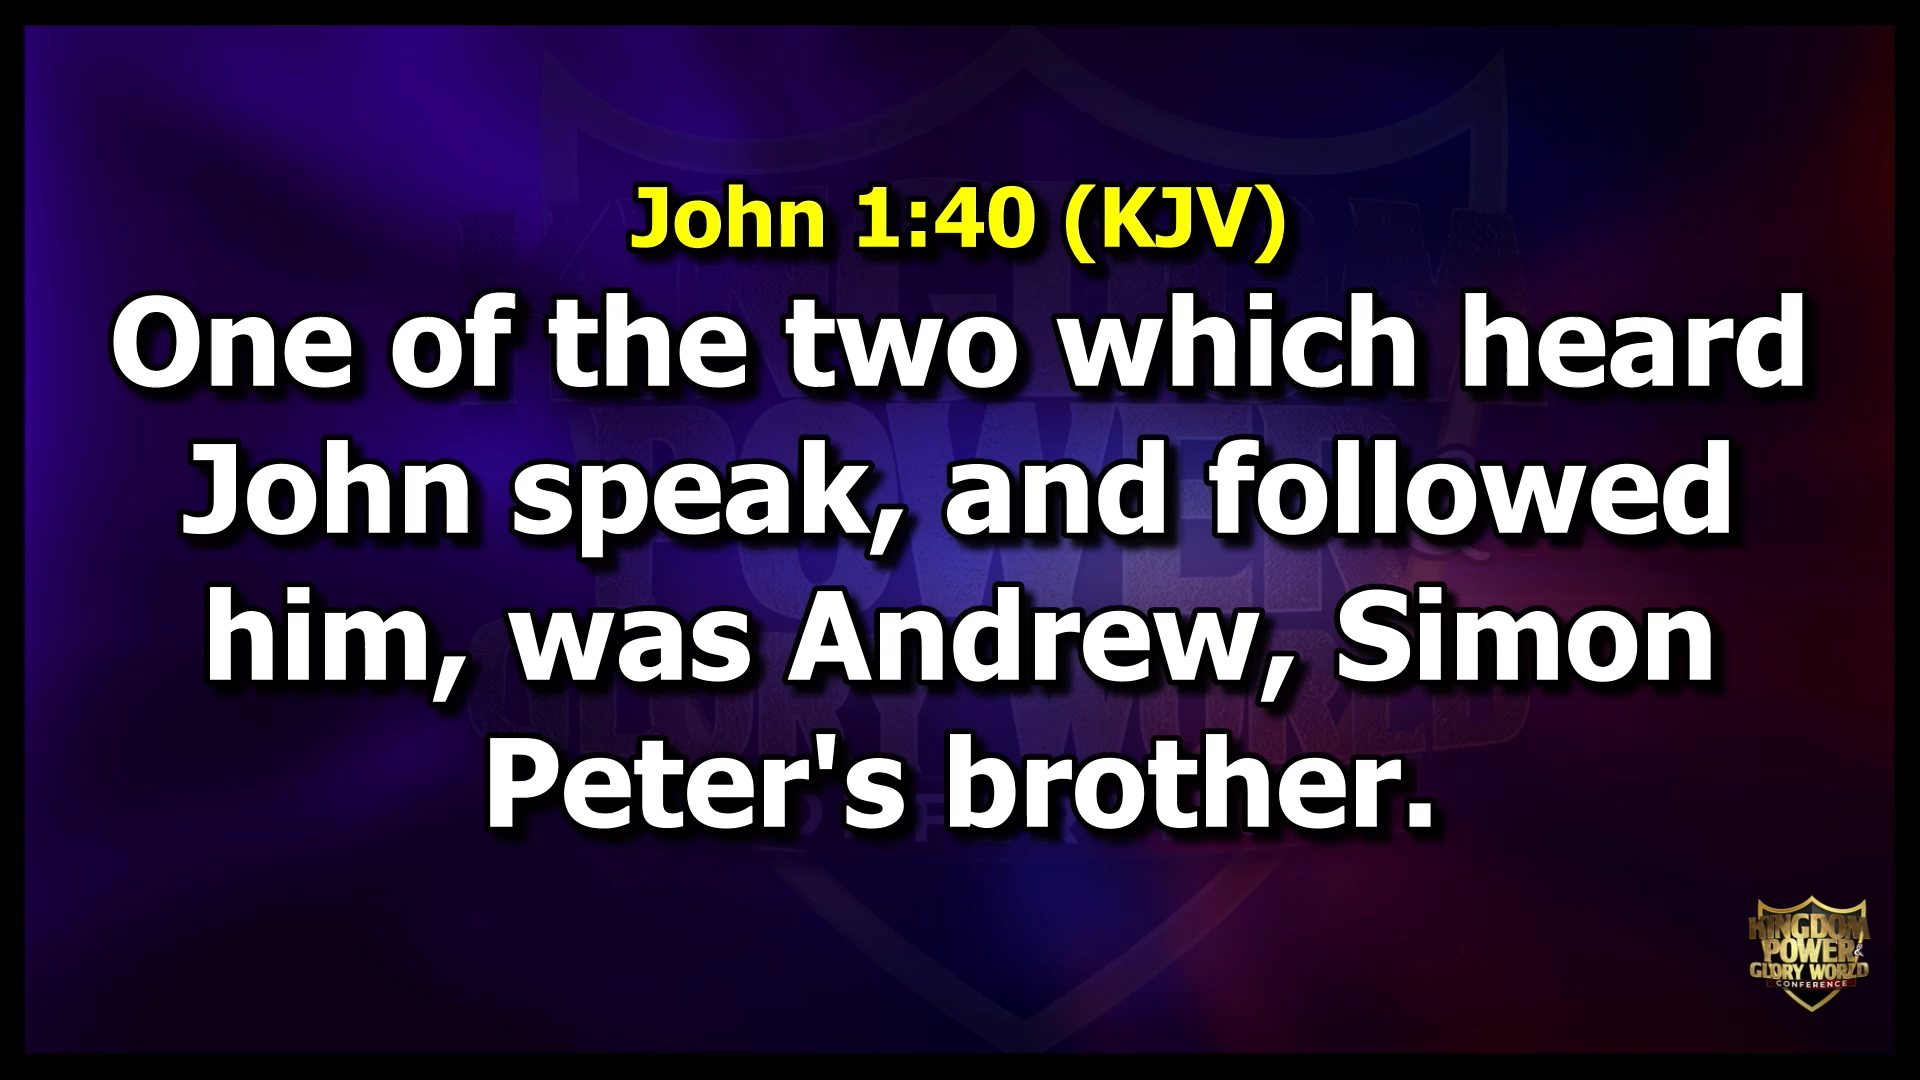 John 1:40 (KJV)
One of the two which heard
John speak, and followed
him, was Andrew, Simon
Peter's brother.
KINGDOM
POWER &
GLORY WORLD
CONFERENCE